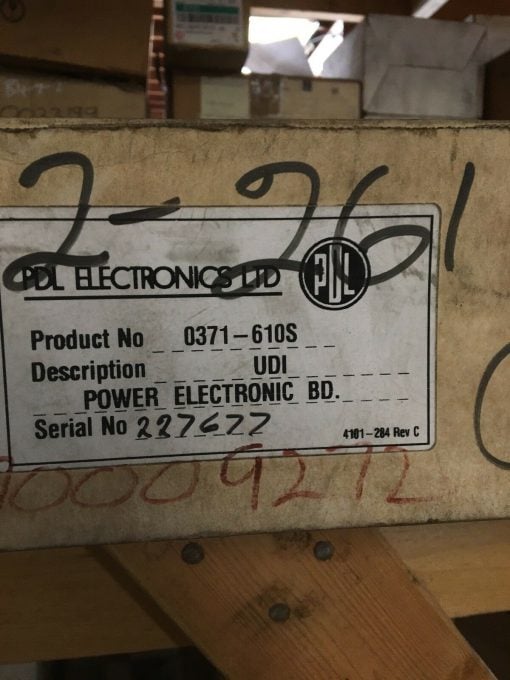 2-261
PDL ELECTRONICS LTD
PDL
Product No 0371-610S
Description UDI
POWER ELECTRONIC BD.
Serial No 227677
4101-284 Rev C
00009272